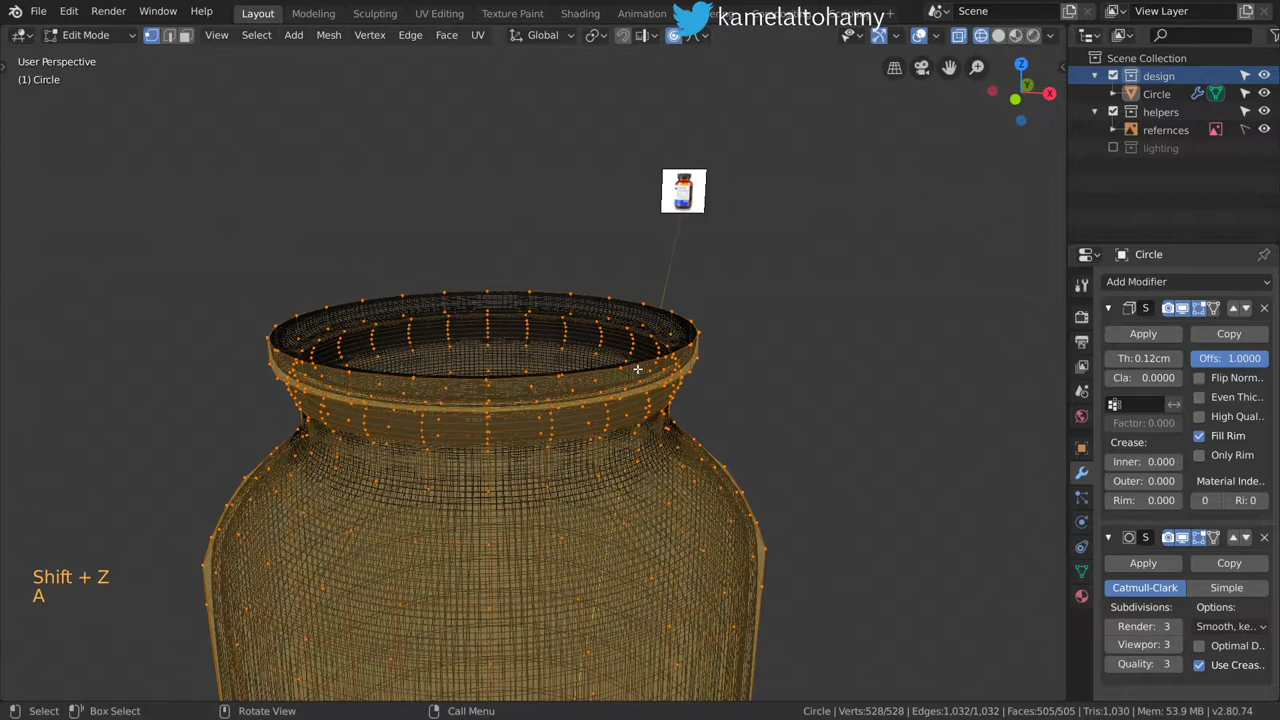 File Edit Render Window Help Layout Modeling Sculpting UV Editing Texture Paint Shading Animation
kamelaltohamy
Scene
View Layer
Edit Mode
View Select Add Mesh Vertex Edge Face UV
Global
User Perspective
(1) Circle
Z
Y
X
Scene Collection
design
Circle
helpers
refernces
lighting
Circle
Add Modifier
S
Apply Copy
Th: 0.12cm Offs: 1.0000
Cla: 0.0000 Flip Norm..
Even Thic..
High Qual..
Factor: 0.000
Crease: Fill Rim
Inner: 0.000 Only Rim
Outer: 0.000 Material Inde..
Rim: 0.000 0 Ri: 0
S
Apply Copy
Catmull-Clark Simple
Subdivisions: Options:
Render: 3 Smooth, ke..
Viewpor: 3 Optimal D..
Quality: 3 Use Creas..
Shift + Z
A
Select Box Select Rotate View Call Menu Circle | Verts:528/528 | Edges:1,032/1,032 | Faces:505/505 | Tris:1,030 | Mem: 53.9 MB | v2.80.74